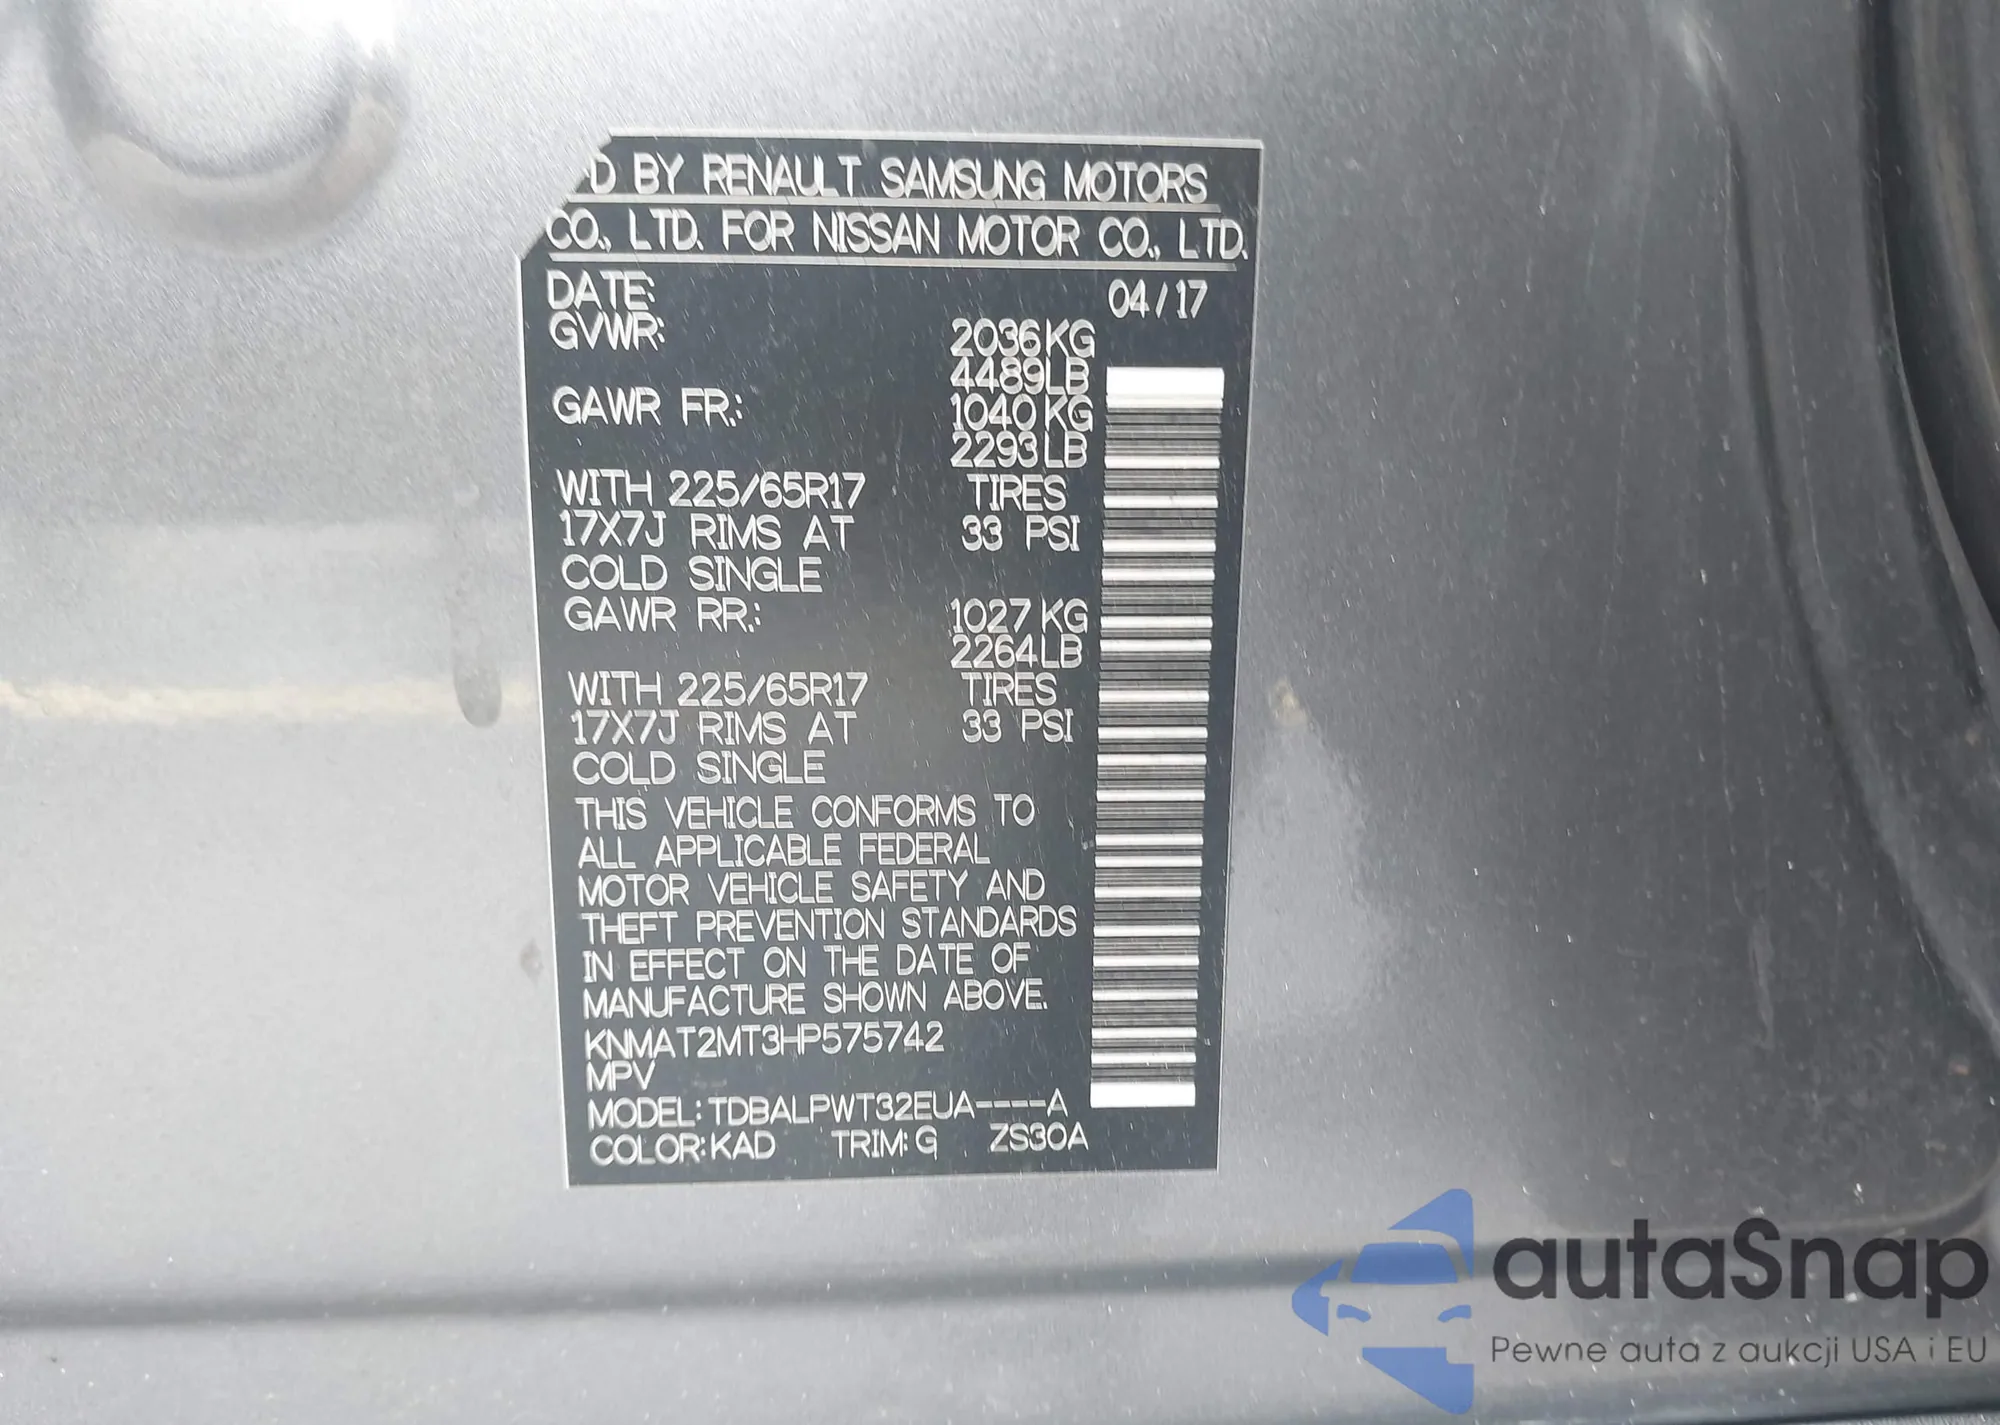 D BY RENAULT SAMSUNG MOTORS
CO., LTD. FOR NISSAN MOTOR CO., LTD.
DATE: 04/17
GVWR: 2036KG
4489LB
GAWR FR.: 1040KG
2293LB
WITH 225/65R17 TIRES
17X7J RIMS AT 33 PSI
COLD SINGLE
GAWR RR.: 1027KG
2264LB
WITH 225/65R17 TIRES
17X7J RIMS AT 33 PSI
COLD SINGLE
THIS VEHICLE CONFORMS TO
ALL APPLICABLE FEDERAL
MOTOR VEHICLE SAFETY AND
THEFT PREVENTION STANDARDS
IN EFFECT ON THE DATE OF
MANUFACTURE SHOWN ABOVE.
KNMAT2MT3HP575742
MPV
MODEL: TDBALPWT32EUA----A
COLOR: KAD TRIM: G ZS30A
autaSnap
Pewne auta z aukcji USA i EU